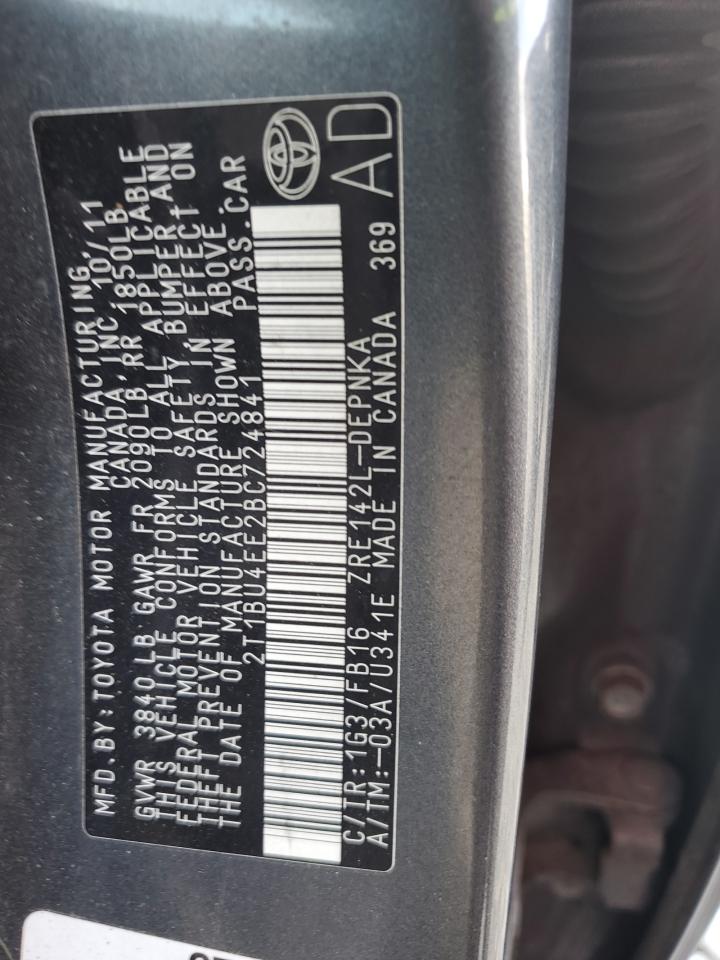 MFD. BY: TOYOTA MOTOR MANUFACTURING,
CANADA, INC 10/11
GVWR 3840 LB GAWR FR 2090LB, RR 1850LB
THIS VEHICLE CONFORMS TO ALL APPLICABLE
FEDERAL MOTOR VEHICLE SAFETY, BUMPER, AND
THEFT PREVENTION STANDARDS IN EFFECT ON
THE DATE OF MANUFACTURE SHOWN ABOVE.
2T1BU4EE2BC724841 PASS.CAR
C/TR:1G3/FB16 ZRE142L-DEPNKA
A/TM:-03A/U341E MADE IN CANADA 369
AD